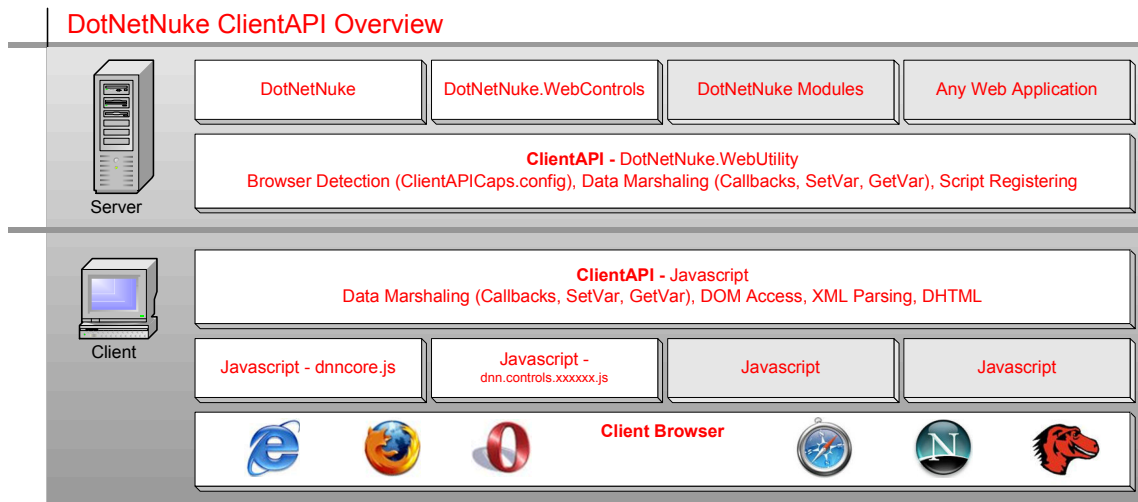 DotNetNuke ClientAPI Overview
DotNetNuke
DotNetNuke.WebControls
DotNetNuke Modules
Any Web Application
ClientAPI - DotNetNuke.WebUtility
Browser Detection (ClientAPICaps.config), Data Marshaling (Callbacks, SetVar, GetVar), Script Registering
Server
ClientAPI - Javascript
Data Marshaling (Callbacks, SetVar, GetVar), DOM Access, XML Parsing, DHTML
Client
Javascript - dnncore.js
Javascript -
dnn.controls.xxxxxx.js
Javascript
Javascript
Client Browser
N